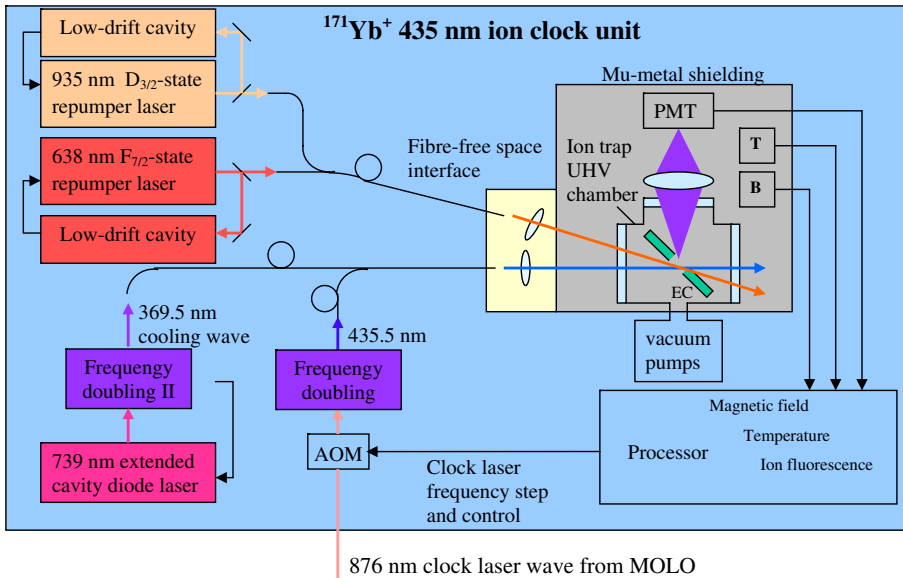 ¹⁷¹Yb⁺ 435 nm ion clock unit
Low-drift cavity
935 nm D3/2-state
repumper laser
638 nm F7/2-state
repumper laser
Low-drift cavity
Fibre-free space
interface
Mu-metal shielding
PMT
T
B
Ion trap
UHV
chamber
EC
vacuum
pumps
369.5 nm
cooling wave
435.5 nm
Frequengy
doubling II
Frequengy
doubling
739 nm extended
cavity diode laser
AOM
Clock laser
frequency step
and control
Processor
Magnetic field
Temperature
Ion fluorescence
876 nm clock laser wave from MOLO